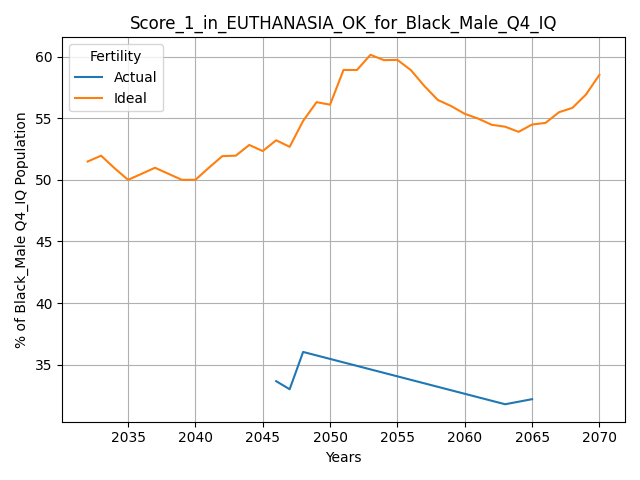 Score_1_in_EUTHANASIA_OK_for_Black_Male_Q4_IQ
Fertility
Actual
Ideal
% of Black_Male Q4_IQ Population
60
55
50
45
40
35
2035 2040 2045 2050 2055 2060 2065 2070
Years